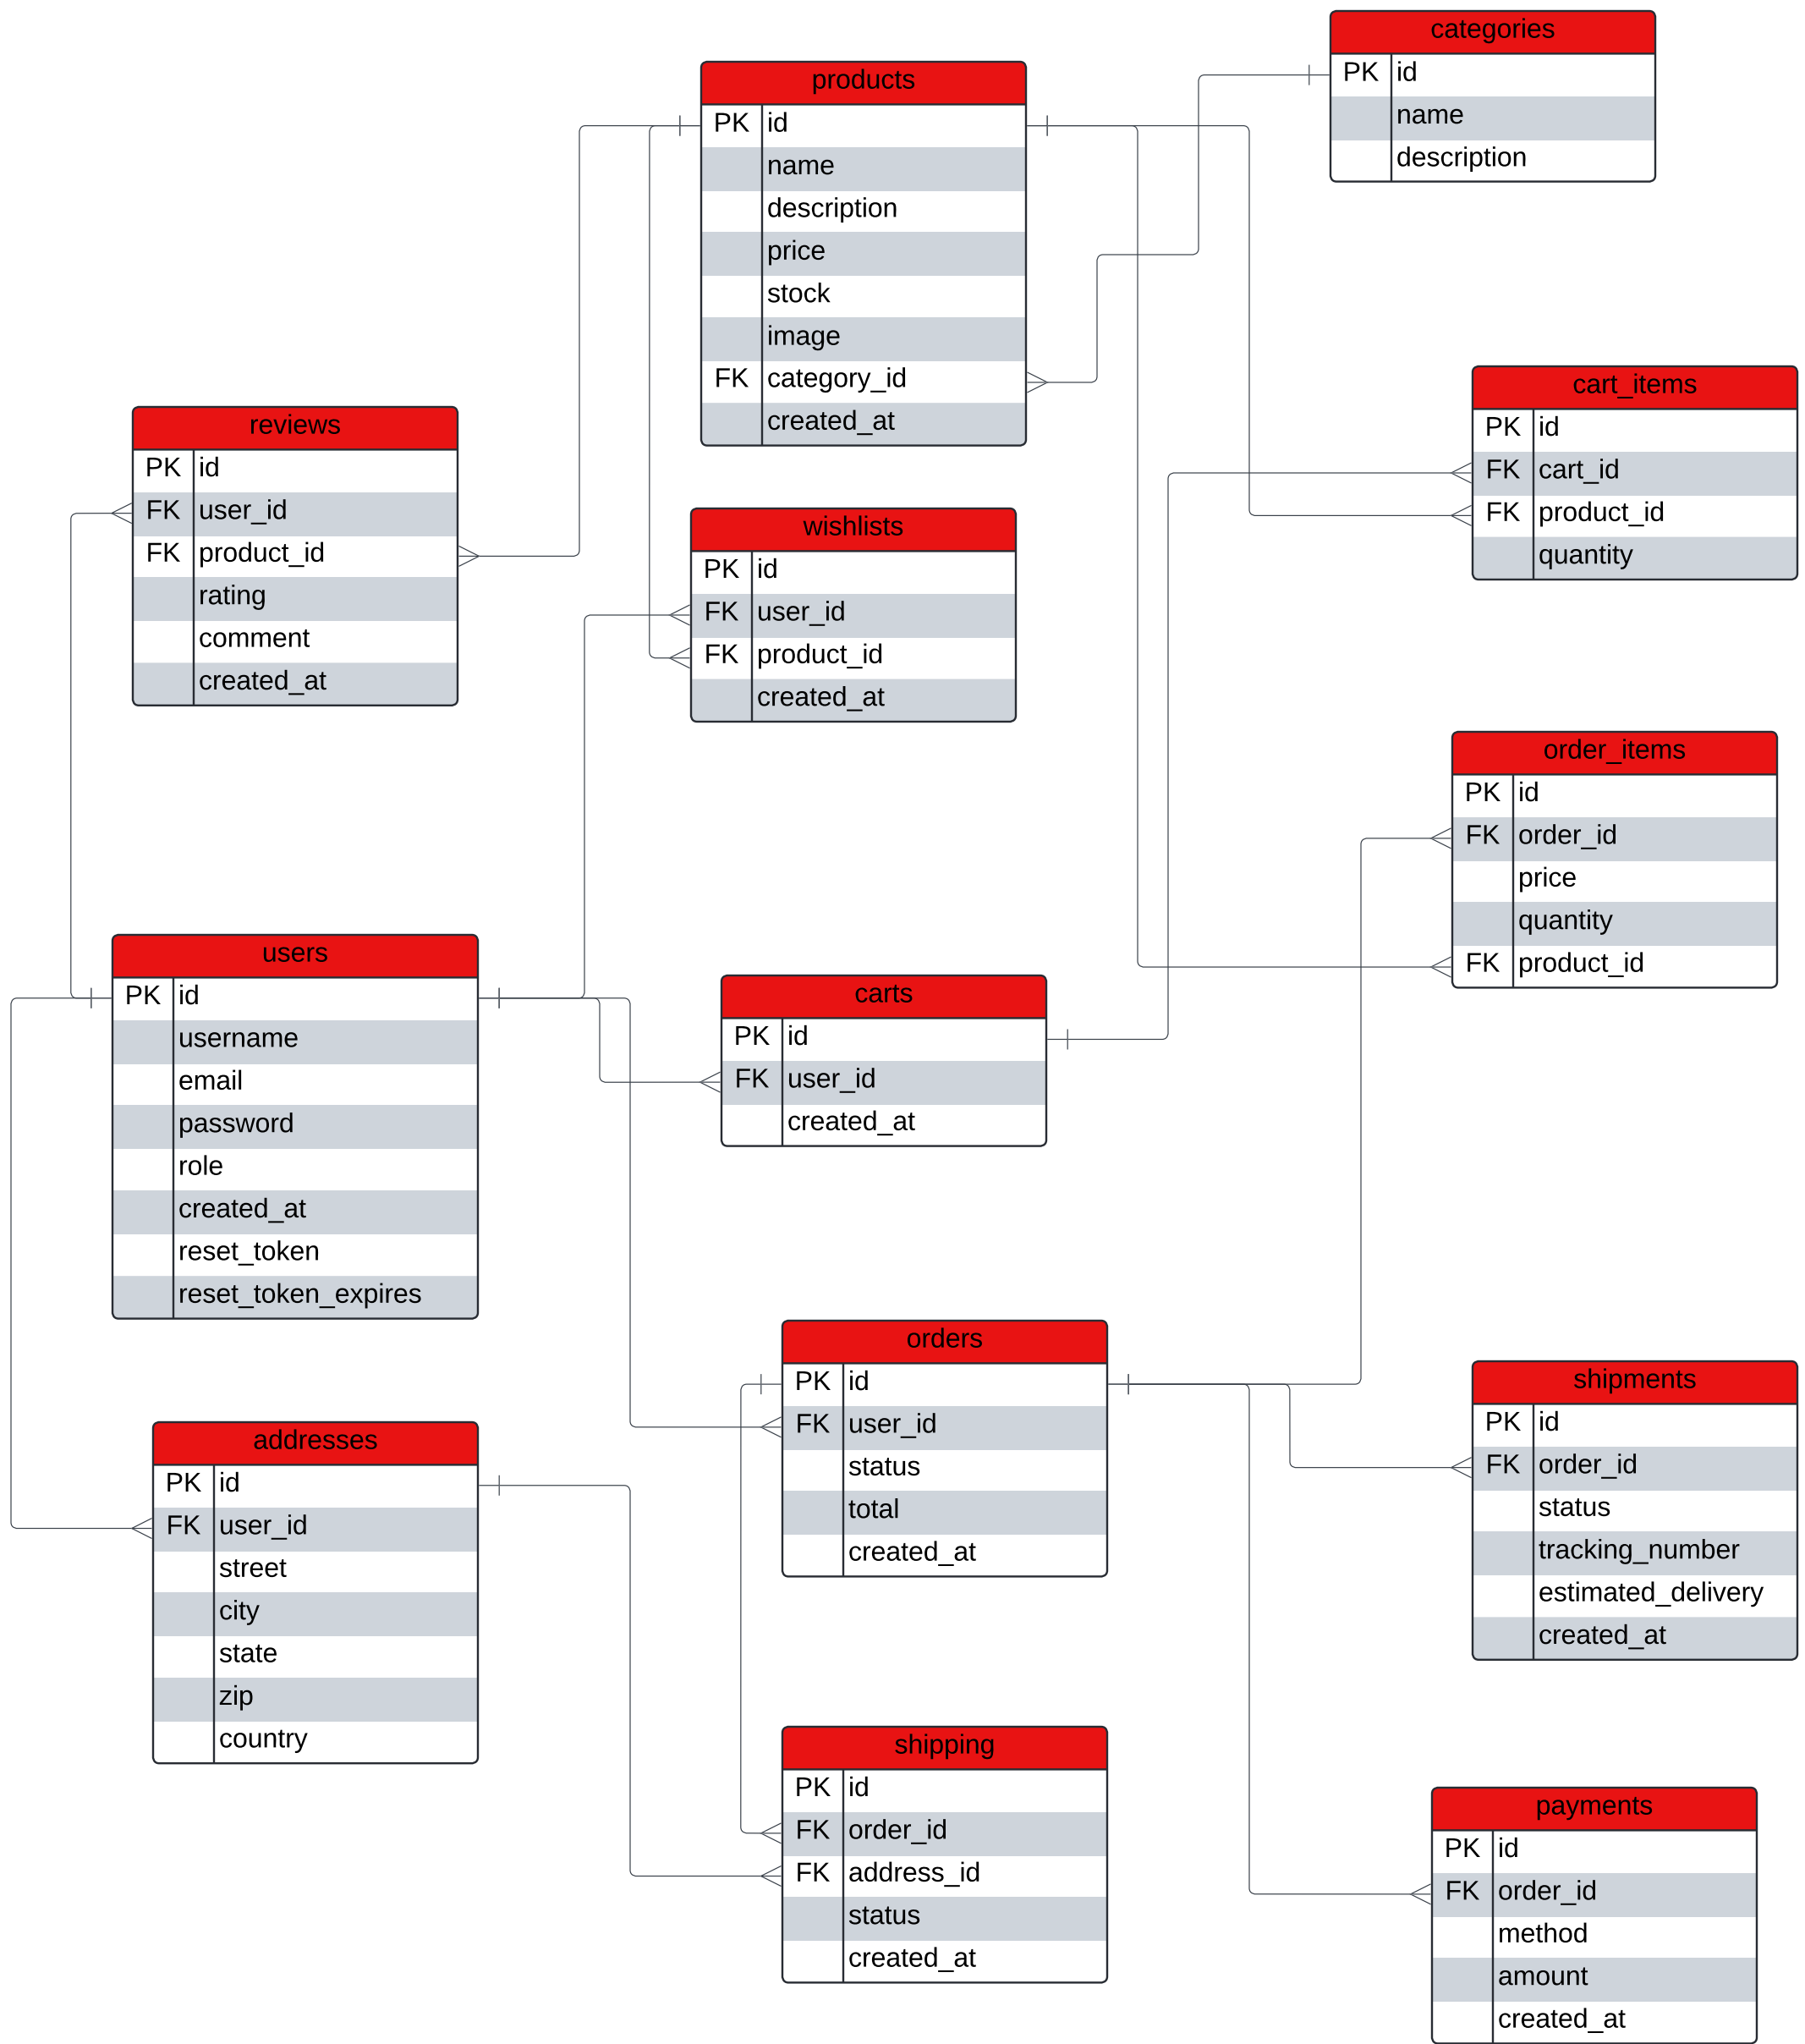 categories
PK id
name
description
products
PK id
name
description
price
stock
image
FK category_id
created_at
cart_items
PK id
FK cart_id
FK product_id
quantity
reviews
PK id
FK user_id
FK product_id
rating
comment
created_at
wishlists
PK id
FK user_id
FK product_id
created_at
order_items
PK id
FK order_id
price
quantity
FK product_id
users
PK id
username
email
password
role
created_at
reset_token
reset_token_expires
carts
PK id
FK user_id
created_at
orders
PK id
FK user_id
status
total
created_at
shipments
PK id
FK order_id
status
tracking_number
estimated_delivery
created_at
addresses
PK id
FK user_id
street
city
state
zip
country
shipping
PK id
FK order_id
FK address_id
status
created_at
payments
PK id
FK order_id
method
amount
created_at